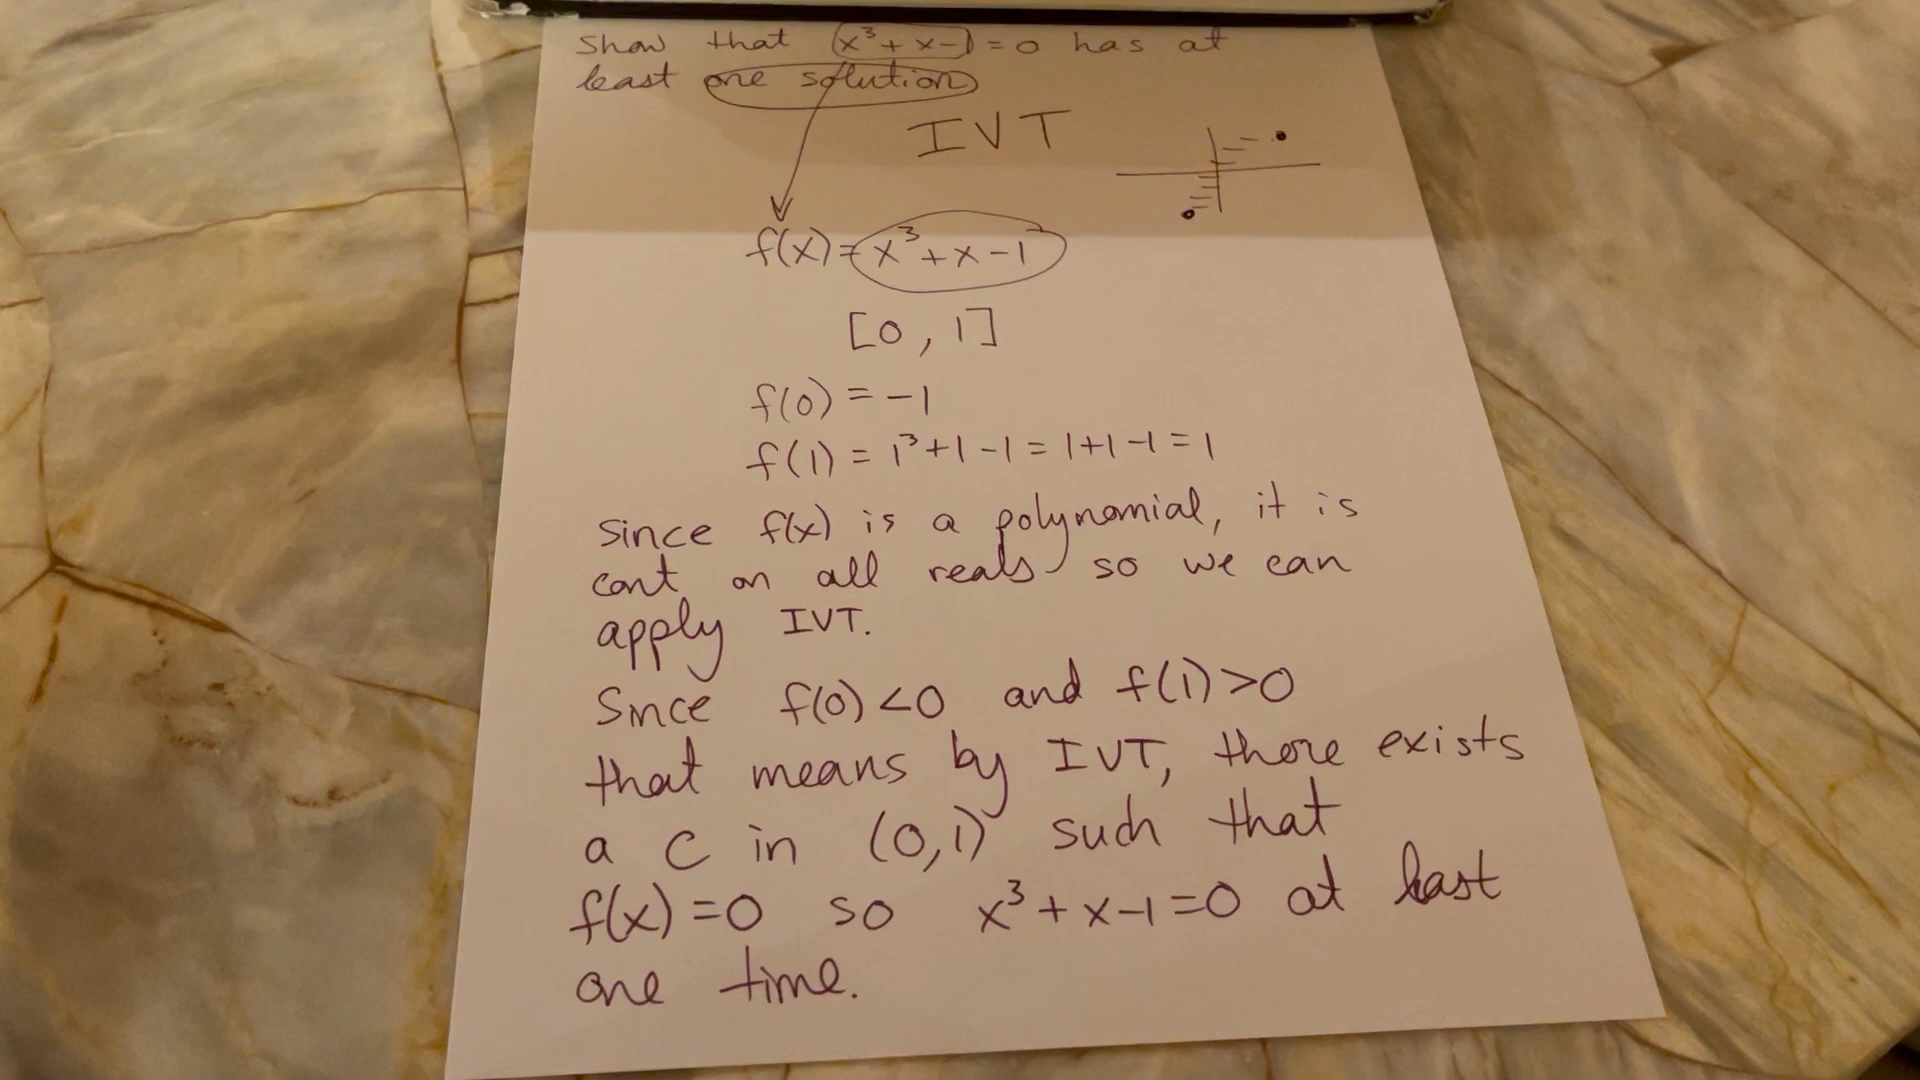 Show that (x³ + x - 1) = 0 has at
least one solution
IVT
f(x) = x³ + x - 1
[0, 1]
f(0) = -1
f(1) = 1³ + 1 - 1 = 1 + 1 - 1 = 1
Since f(x) is a polynomial, it is
cont on all reals so we can
apply IVT.
Since f(0) < 0 and f(1) > 0
that means by IVT, there exists
a c in (0,1) such that
f(x) = 0 so x³ + x - 1 = 0 at least
one time.